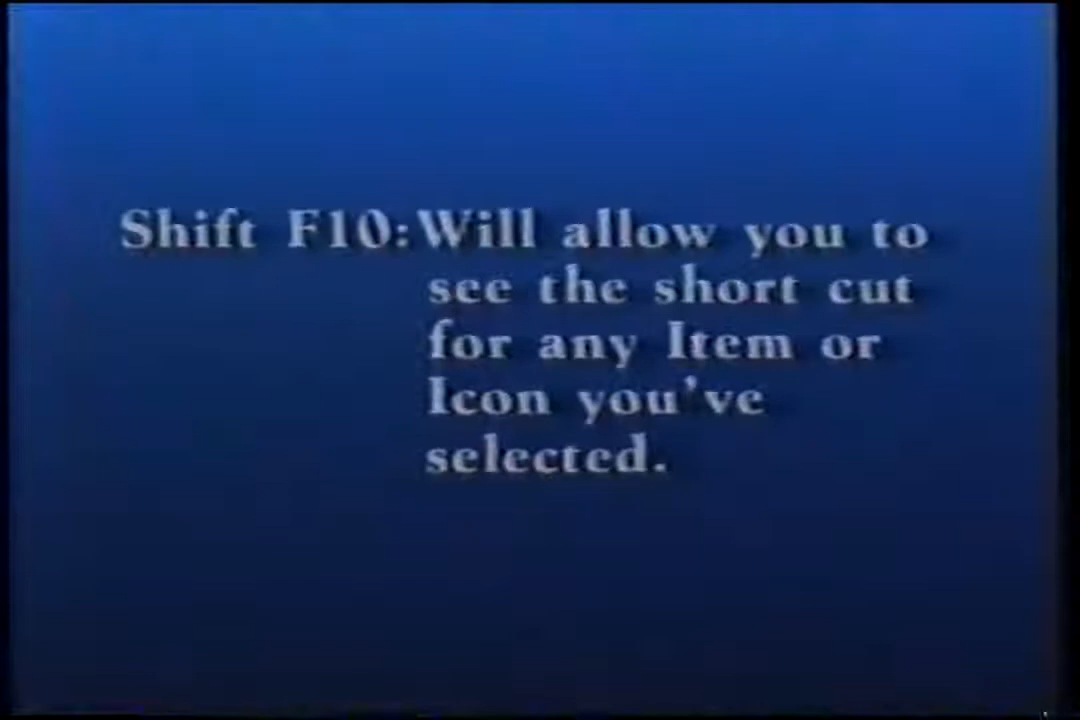 Shift F10: Will allow you to
see the short cut
for any Item or
Icon you've
selected.